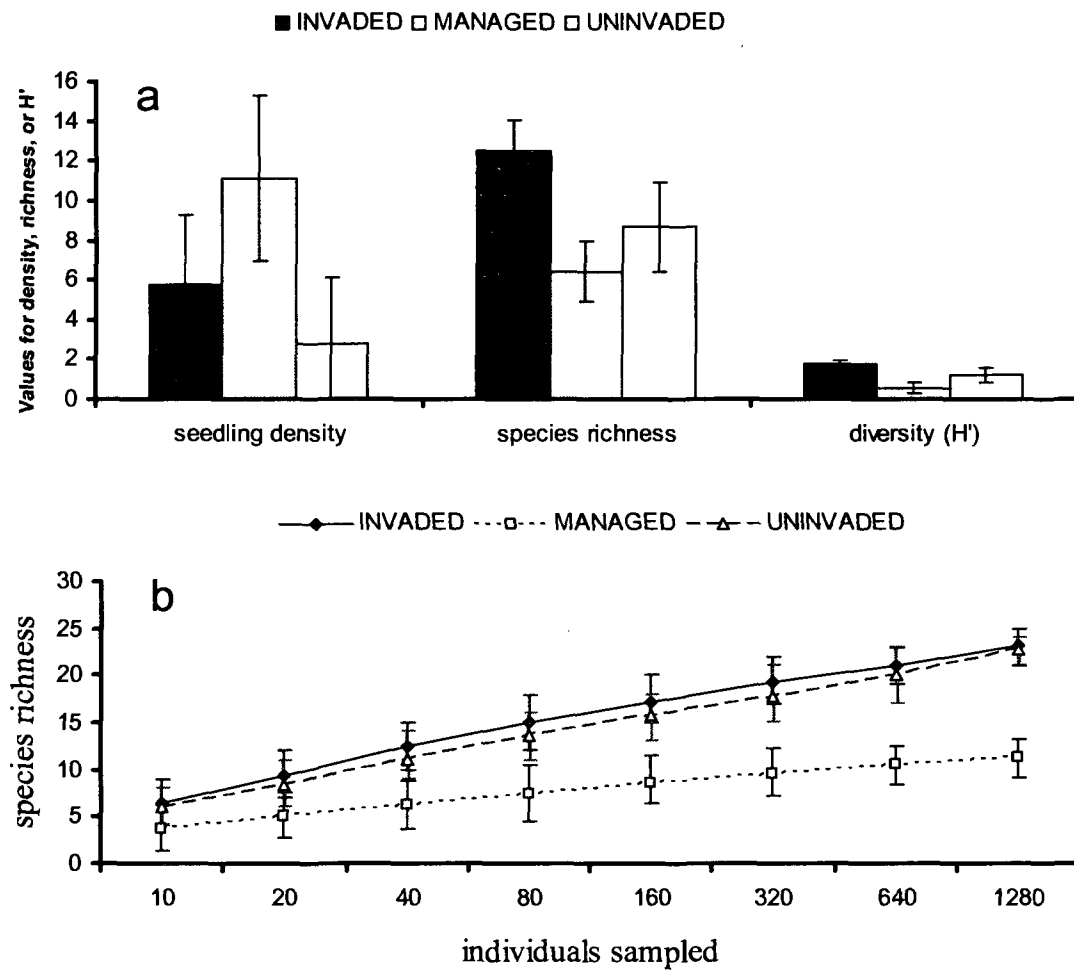 INVADED MANAGED UNINVADED
a
Values for density, richness, or H'
16
14
12
10
8
6
4
2
0
seedling density species richness diversity (H')
INVADED MANAGED UNINVADED
b
species richness
30
25
20
15
10
5
0
10 20 40 80 160 320 640 1280
individuals sampled